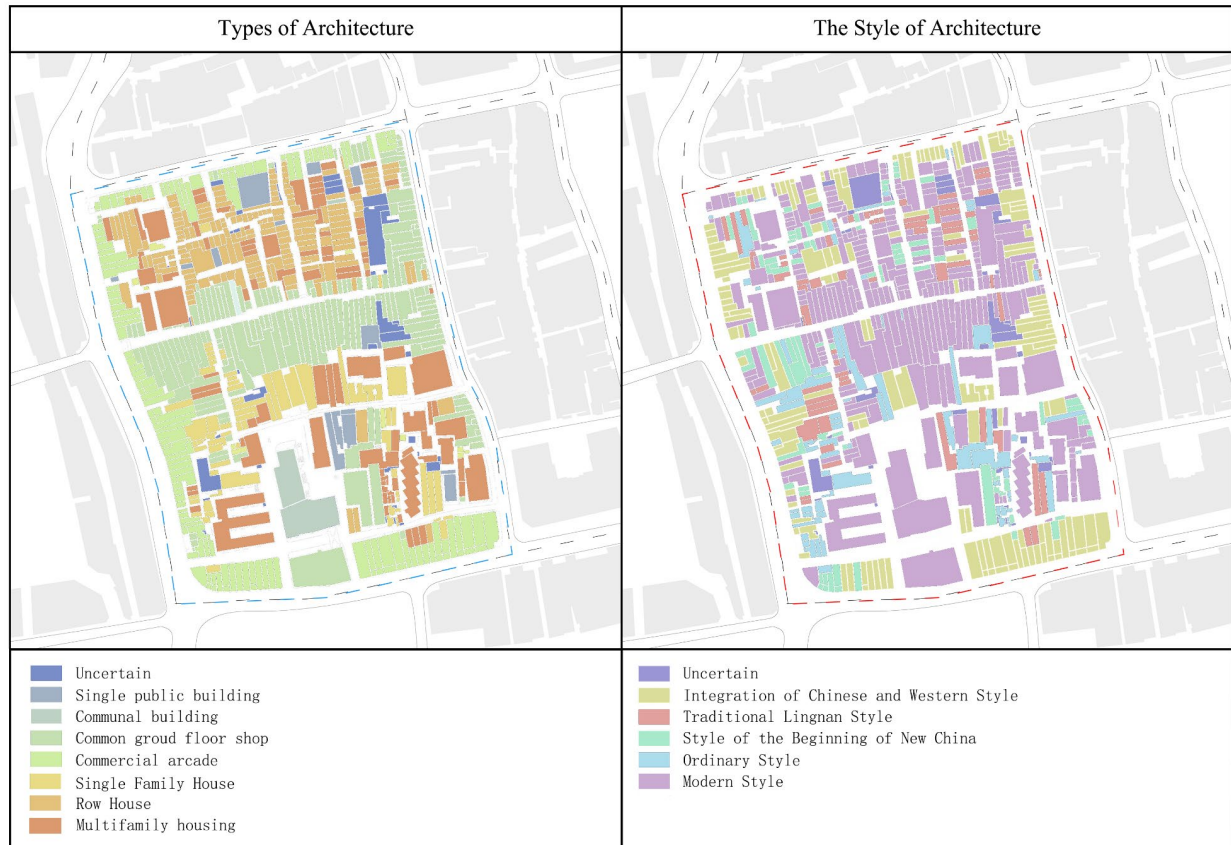 Types of Architecture
The Style of Architecture
Uncertain
Single public building
Communal building
Common groud floor shop
Commercial arcade
Single Family House
Row House
Multifamily housing
Uncertain
Integration of Chinese and Western Style
Traditional Lingnan Style
Style of the Beginning of New China
Ordinary Style
Modern Style